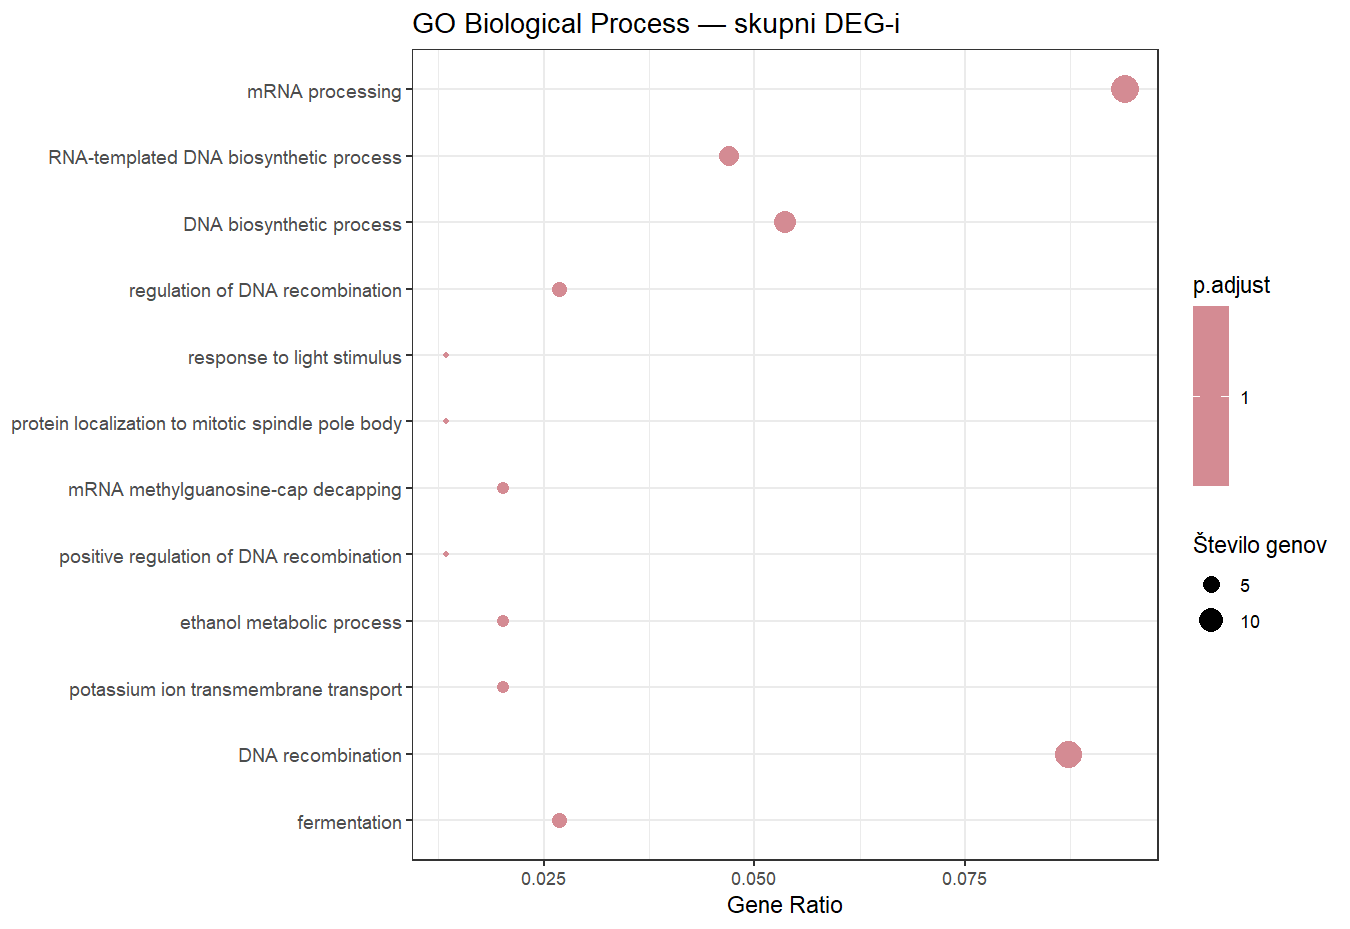 GO Biological Process — skupni DEG-i
mRNA processing
RNA-templated DNA biosynthetic process
DNA biosynthetic process
regulation of DNA recombination
response to light stimulus
protein localization to mitotic spindle pole body
mRNA methylguanosine-cap decapping
positive regulation of DNA recombination
ethanol metabolic process
potassium ion transmembrane transport
DNA recombination
fermentation
0.025
0.050
0.075
Gene Ratio
p.adjust
1
Število genov
5
10